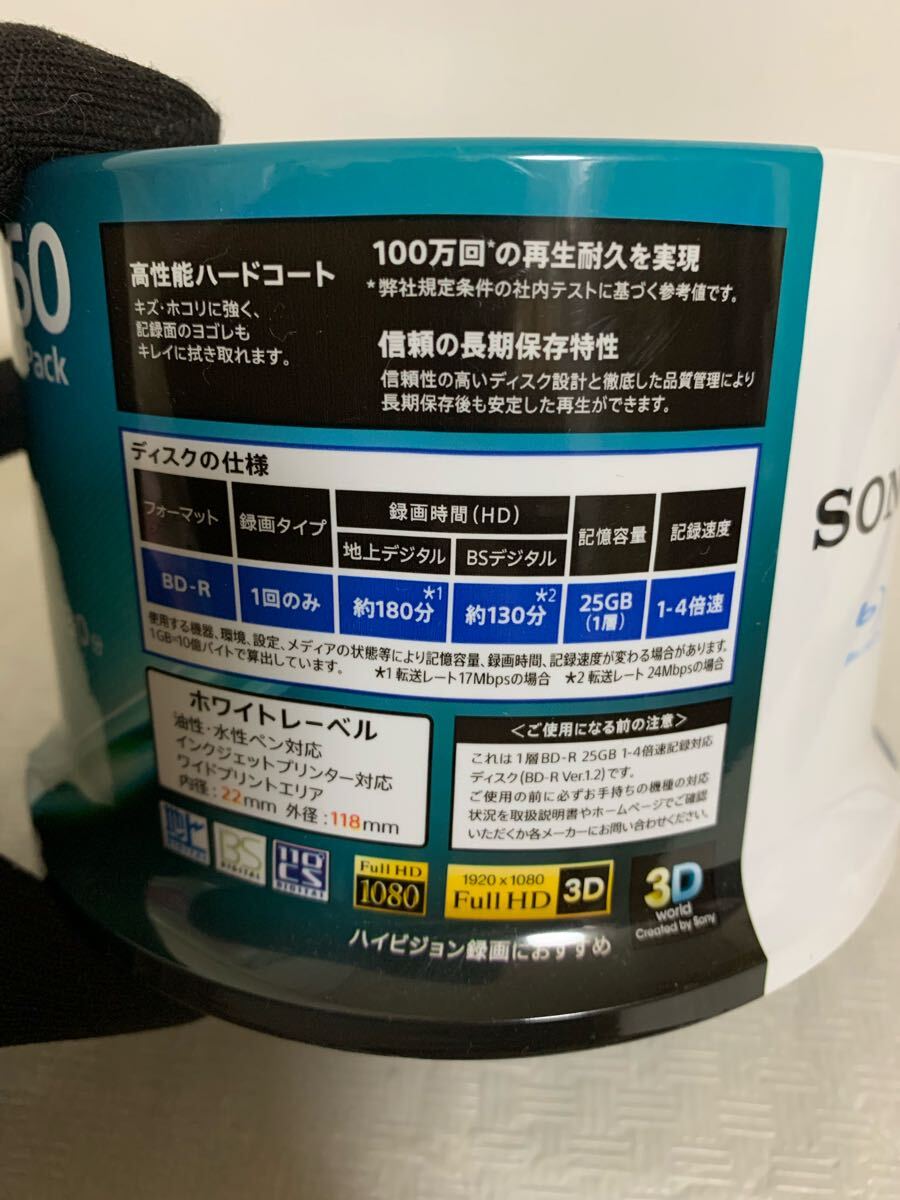 50
Pack
高性能ハードコート
キズ・ホコリに強く、
記録面のヨゴレも
キレイに拭き取れます。
100万回*の再生耐久を実現
*弊社規定条件の社内テストに基づく参考値です。
信頼の長期保存特性
信頼性の高いディスク設計と徹底した品質管理により
長期保存後も安定した再生ができます。
ディスクの仕様
フォーマット 録画タイプ 録画時間(HD) 記憶容量 記録速度
地上デジタル BSデジタル
BD-R 1回のみ 約180分*1 約130分*2 25GB(1層) 1-4倍速
使用する機器、環境、設定、メディアの状態等により記憶容量、録画時間、記録速度が変わる場合があります。
1GB=10億バイトで算出しています。 *1 転送レート17Mbpsの場合 *2 転送レート 24Mbpsの場合
ホワイトレーベル
油性・水性ペン対応
インクジェットプリンター対応
ワイドプリントエリア
内径:22mm 外径:118mm
<ご使用になる前の注意>
これは1層BD-R 25GB 1-4倍速記録対応
ディスク(BD-R Ver.1.2)です。
ご使用の前に必ずお手持ちの機種の対応
状況を取扱説明書やホームページでご確認
いただくか各メーカーにお問い合わせください。
地上 DIGITAL
BS DIGITAL
110°CS DIGITAL
Full HD
1080
1920x1080
Full HD 3D
3D
world
Created by Sony
ハイビジョン録画におすすめ
SON